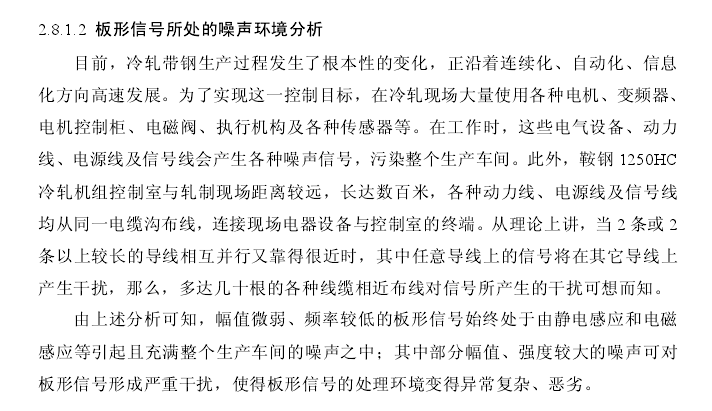 2.8.1.2 板形信号所处的噪声环境分析
目前，冷轧带钢生产过程发生了根本性的变化，正沿着连续化、自动化、信息
化方向高速发展。为了实现这一控制目标，在冷轧现场大量使用各种电机、变频器、
电机控制柜、电磁阀、执行机构及各种传感器等。在工作时，这些电气设备、动力
线、电源线及信号线会产生各种噪声信号，污染整个生产车间。此外，鞍钢 1250HC
冷轧机组控制室与轧制现场距离较远，长达数百米，各种动力线、电源线及信号线
均从同一电缆沟布线，连接现场电器设备与控制室的终端。从理论上讲，当 2 条或 2
条以上较长的导线相互并行又靠得很近时，其中任意导线上的信号将在其它导线上
产生干扰，那么，多达几十根的各种线缆相近布线对信号所产生的干扰可想而知。
由上述分析可知，幅值微弱、频率较低的板形信号始终处于由静电感应和电磁
感应等引起且充满整个生产车间的噪声之中；其中部分幅值、强度较大的噪声可对
板形信号形成严重干扰，使得板形信号的处理环境变得异常复杂、恶劣。